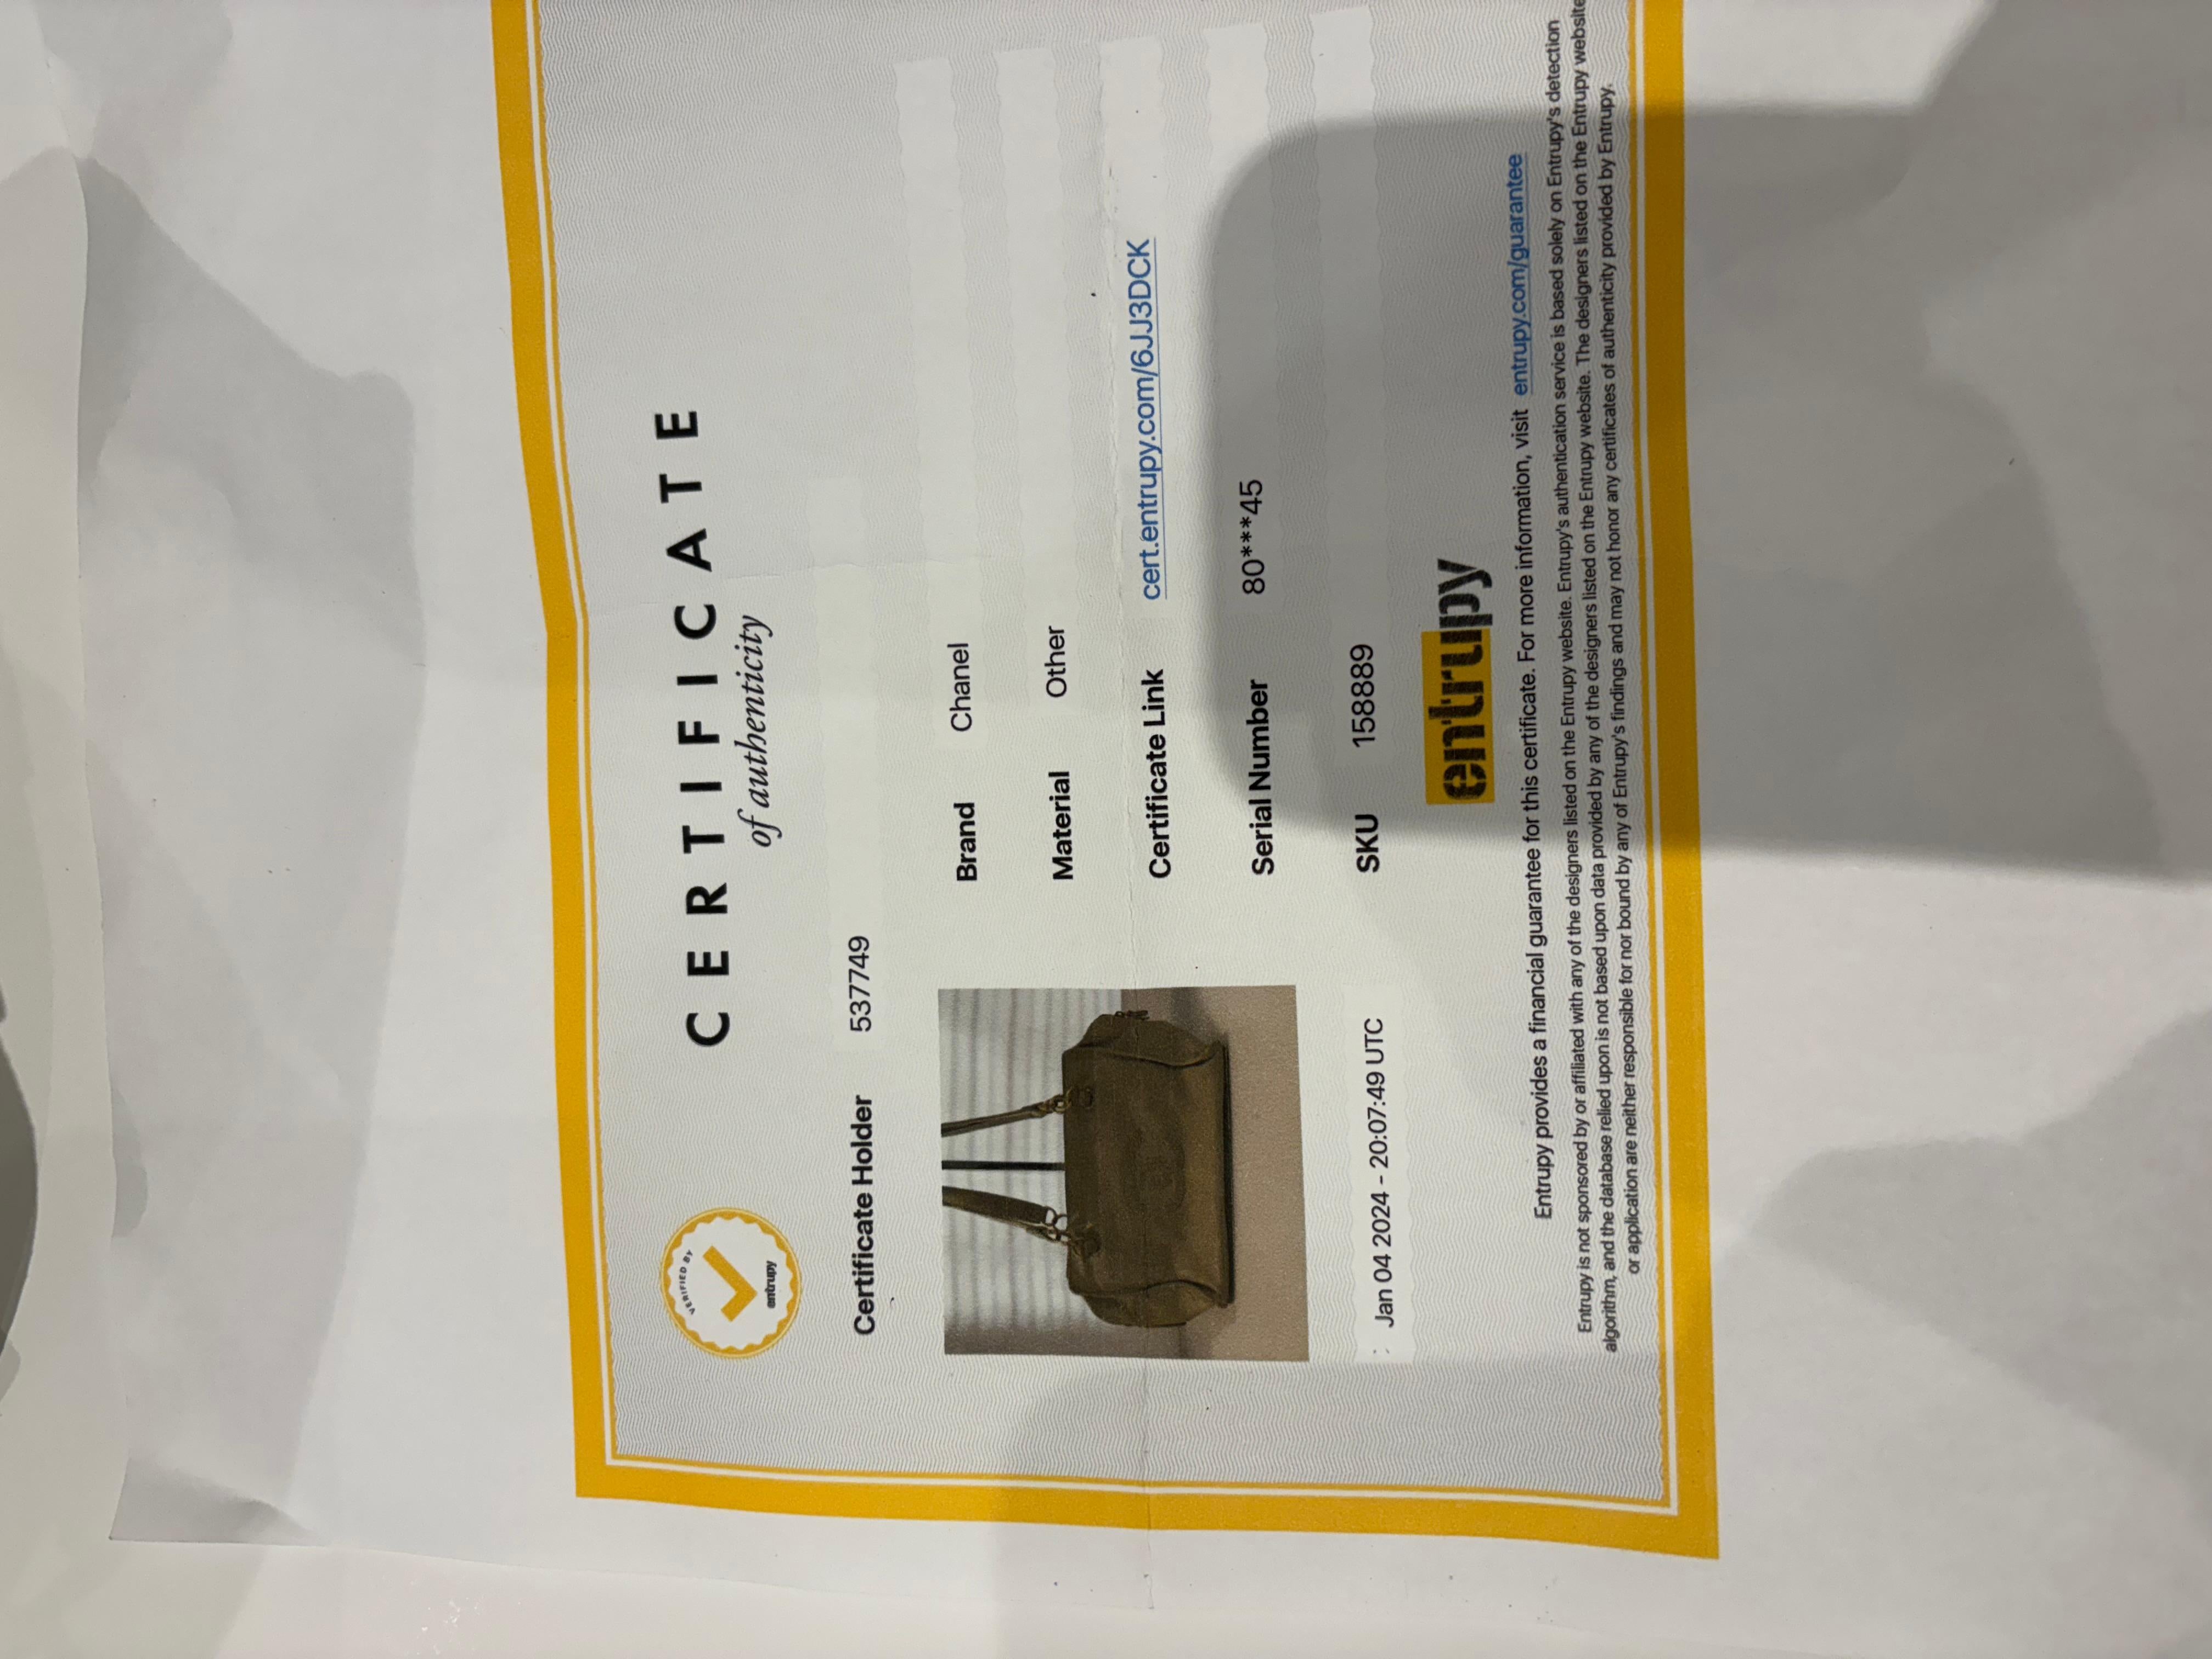 CERTIFICATE
of authenticity
VERIFIED BY
entrupy
Certificate Holder 537749
Brand Chanel
Material Other
Certificate Link cert.entrupy.com/6JJ3DCK
Serial Number 80***45
SKU 158889
: Jan 04 2024 - 20:07:49 UTC
entrupy
Entrupy provides a financial guarantee for this certificate. For more information, visit entrupy.com/guarantee
Entrupy is not sponsored by or affiliated with any of the designers listed on the Entrupy website. Entrupy's authentication service is based solely on Entrupy's detection
algorithm, and the database relied upon is not based upon data provided by any of the designers listed on the Entrupy website. The designers listed on the Entrupy website
or application are neither responsible for nor bound by any of Entrupy's findings and may not honor any certificates of authenticity provided by Entrupy.